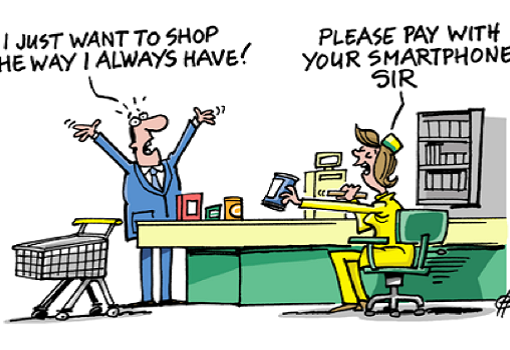 I JUST WANT TO SHOP
HE WAY I ALWAYS HAVE!
PLEASE PAY WITH
YOUR SMARTPHONE
SIR